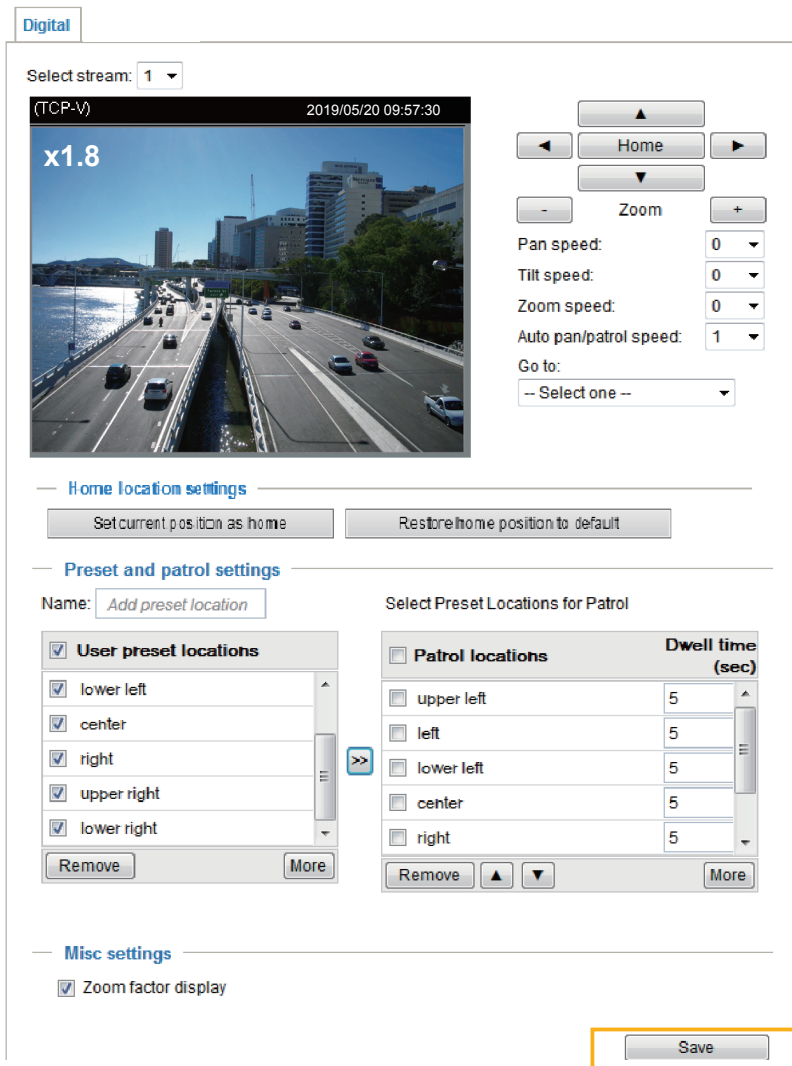 Digital
Select stream: 1
(TCP-V) 2019/05/20 09:57:30
x1.8
Home
- Zoom +
Pan speed: 0
Tilt speed: 0
Zoom speed: 0
Auto pan/patrol speed: 1
Go to:
-- Select one --
Home location settings
Set current position as home Restore home position to default
Preset and patrol settings
Name: Add preset location Select Preset Locations for Patrol
User preset locations
lower left
center
right
upper right
lower right
Remove More
>>
Patrol locations Dwell time
(sec)
upper left 5
left 5
lower left 5
center 5
right 5
Remove More
Misc settings
Zoom factor display
Save